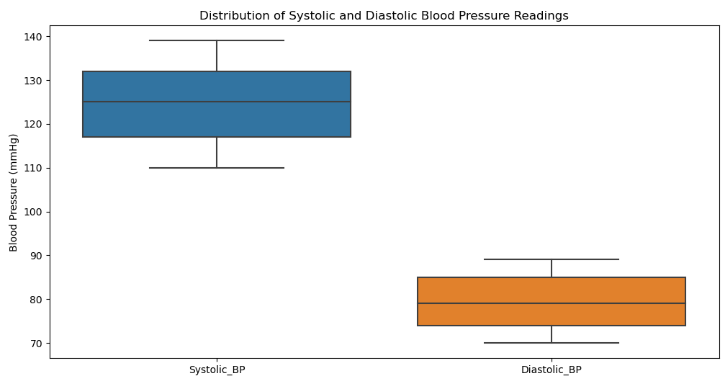 Distribution of Systolic and Diastolic Blood Pressure Readings
Blood Pressure (mmHg)
140
130
120
110
100
90
80
70
Systolic_BP
Diastolic_BP